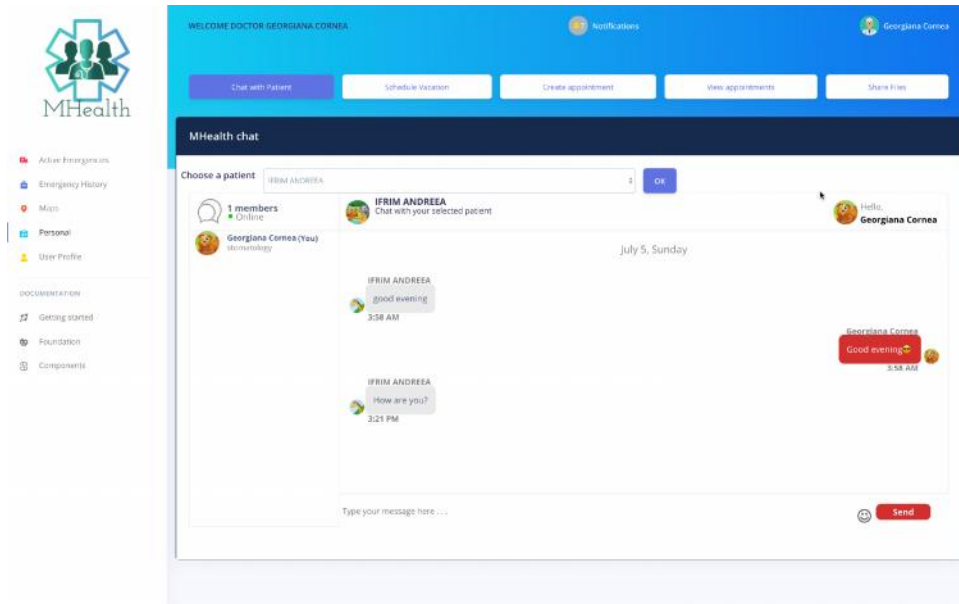 WELCOME DOCTOR GEORGIANA CORNEA
Notifications
Georgiana Cornea
MHealth
Chat with Patient
Schedule Vacation
Create appointment
View appointments
Share Files
MHealth chat
Active Emergencies
Emergency History
Maps
Personal
User Profile
DOCUMENTATION
Getting started
Foundation
Components
Choose a patient
IFRIM ANDREEA
OK
1 members
Online
Georgiana Cornea (You)
stomatology
IFRIM ANDREEA
Chat with your selected patient
Hello,
Georgiana Cornea
July 5, Sunday
IFRIM ANDREEA
good evening
3:58 AM
Georgiana Cornea
Good evening😎
3:58 AM
IFRIM ANDREEA
How are you?
3:21 PM
Type your message here . . .
Send